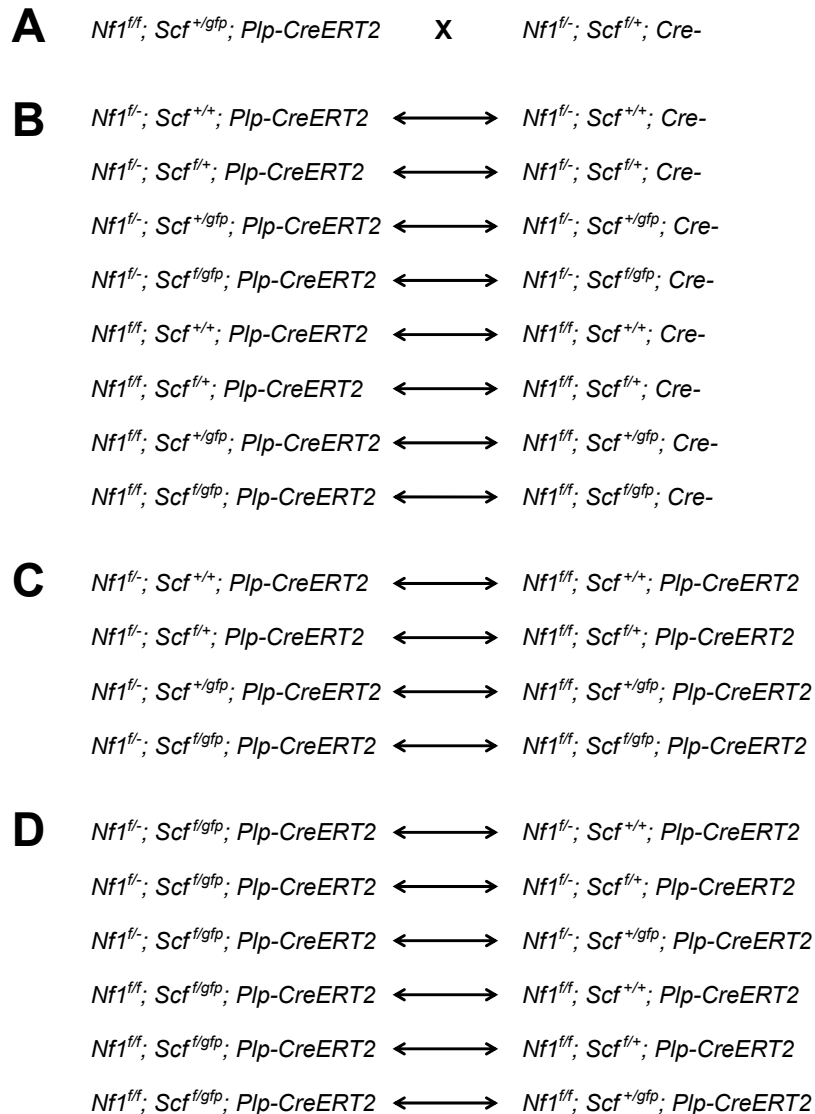 A Nf1f/f; Scf+/gfp; Plp-CreERT2 X Nf1f/-; Scff/+; Cre-
B Nf1f/-; Scf+/+; Plp-CreERT2 ⟷ Nf1f/-; Scf+/+; Cre-
Nf1f/-; Scff/+; Plp-CreERT2 ⟷ Nf1f/-; Scff/+; Cre-
Nf1f/-; Scf+/gfp; Plp-CreERT2 ⟷ Nf1f/-; Scf+/gfp; Cre-
Nf1f/-; Scff/gfp; Plp-CreERT2 ⟷ Nf1f/-; Scff/gfp; Cre-
Nf1f/f; Scf+/+; Plp-CreERT2 ⟷ Nf1f/f; Scf+/+; Cre-
Nf1f/f; Scff/+; Plp-CreERT2 ⟷ Nf1f/f; Scff/+; Cre-
Nf1f/f; Scf+/gfp; Plp-CreERT2 ⟷ Nf1f/f; Scf+/gfp; Cre-
Nf1f/f; Scff/gfp; Plp-CreERT2 ⟷ Nf1f/f; Scff/gfp; Cre-
C Nf1f/-; Scf+/+; Plp-CreERT2 ⟷ Nf1f/f; Scf+/+; Plp-CreERT2
Nf1f/-; Scff/+; Plp-CreERT2 ⟷ Nf1f/f; Scff/+; Plp-CreERT2
Nf1f/-; Scf+/gfp; Plp-CreERT2 ⟷ Nf1f/f; Scf+/gfp; Plp-CreERT2
Nf1f/-; Scff/gfp; Plp-CreERT2 ⟷ Nf1f/f; Scff/gfp; Plp-CreERT2
D Nf1f/-; Scff/gfp; Plp-CreERT2 ⟷ Nf1f/-; Scf+/+; Plp-CreERT2
Nf1f/-; Scff/gfp; Plp-CreERT2 ⟷ Nf1f/-; Scff/+; Plp-CreERT2
Nf1f/-; Scff/gfp; Plp-CreERT2 ⟷ Nf1f/-; Scf+/gfp; Plp-CreERT2
Nf1f/f; Scff/gfp; Plp-CreERT2 ⟷ Nf1f/f; Scf+/+; Plp-CreERT2
Nf1f/f; Scff/gfp; Plp-CreERT2 ⟷ Nf1f/f; Scff/+; Plp-CreERT2
Nf1f/f; Scff/gfp; Plp-CreERT2 ⟷ Nf1f/f; Scf+/gfp; Plp-CreERT2